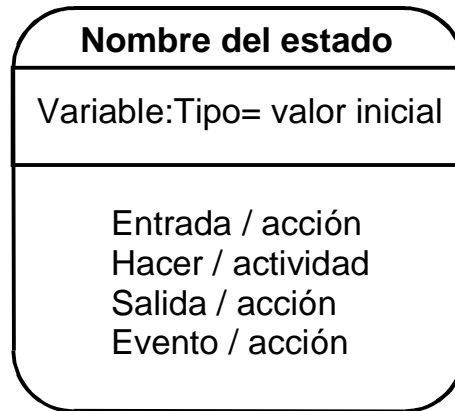 Nombre del estado
Variable:Tipo= valor inicial
Entrada / acción
Hacer / actividad
Salida / acción
Evento / acción